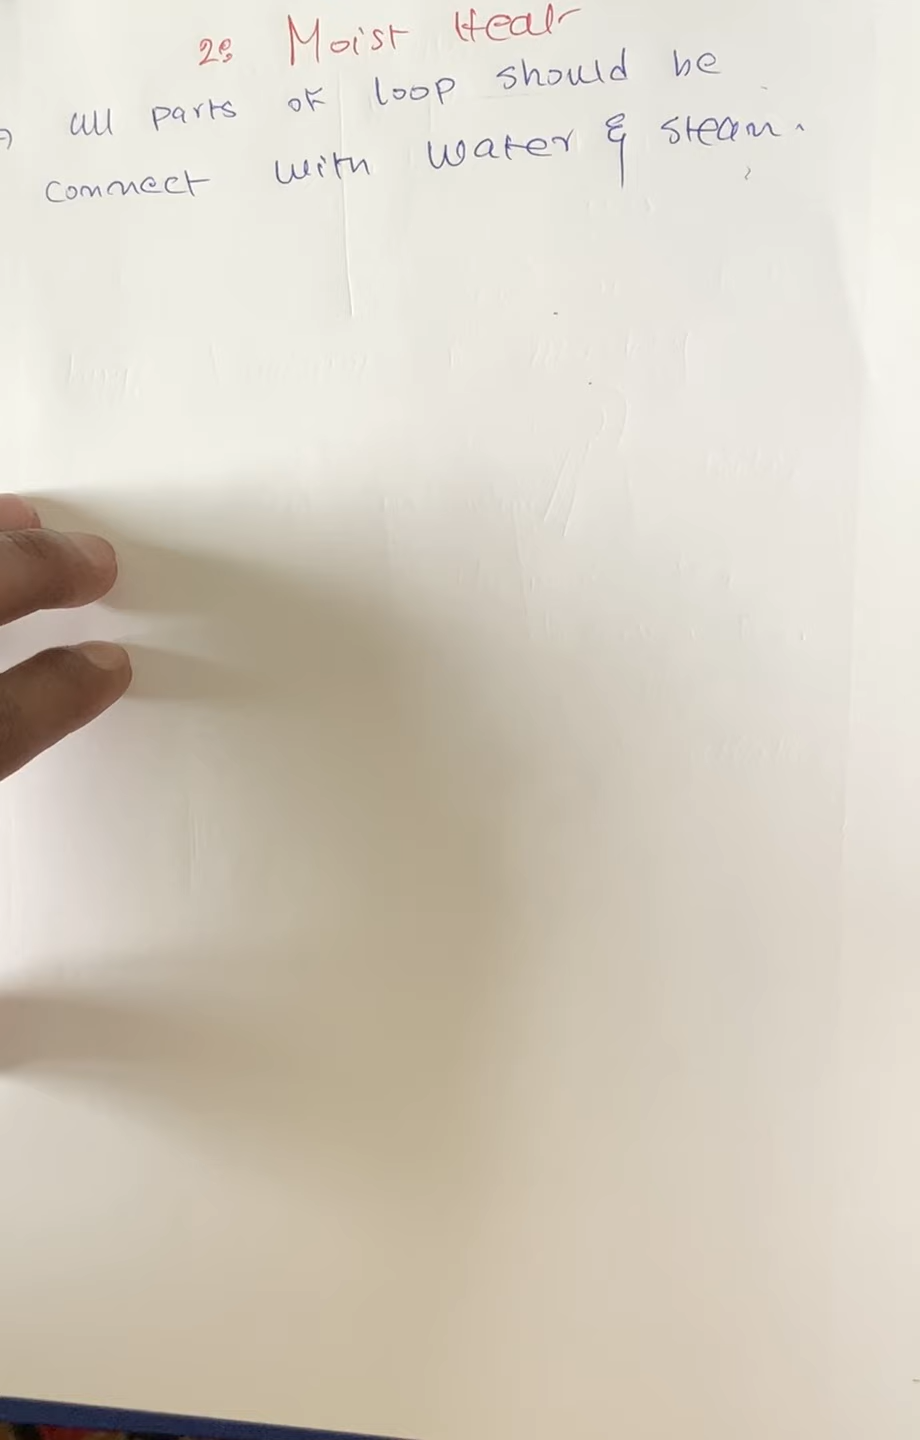 2: Moist Heat
→ all parts of loop should be
connect with water & steam.